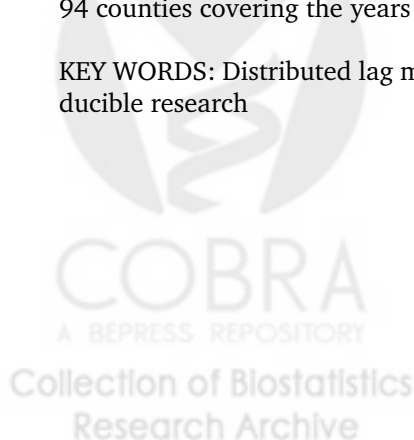 94 counties covering the years
KEY WORDS: Distributed lag m
ducible research
COBRA
A BEPRESS REPOSITORY
Collection of Biostatistics
Research Archive